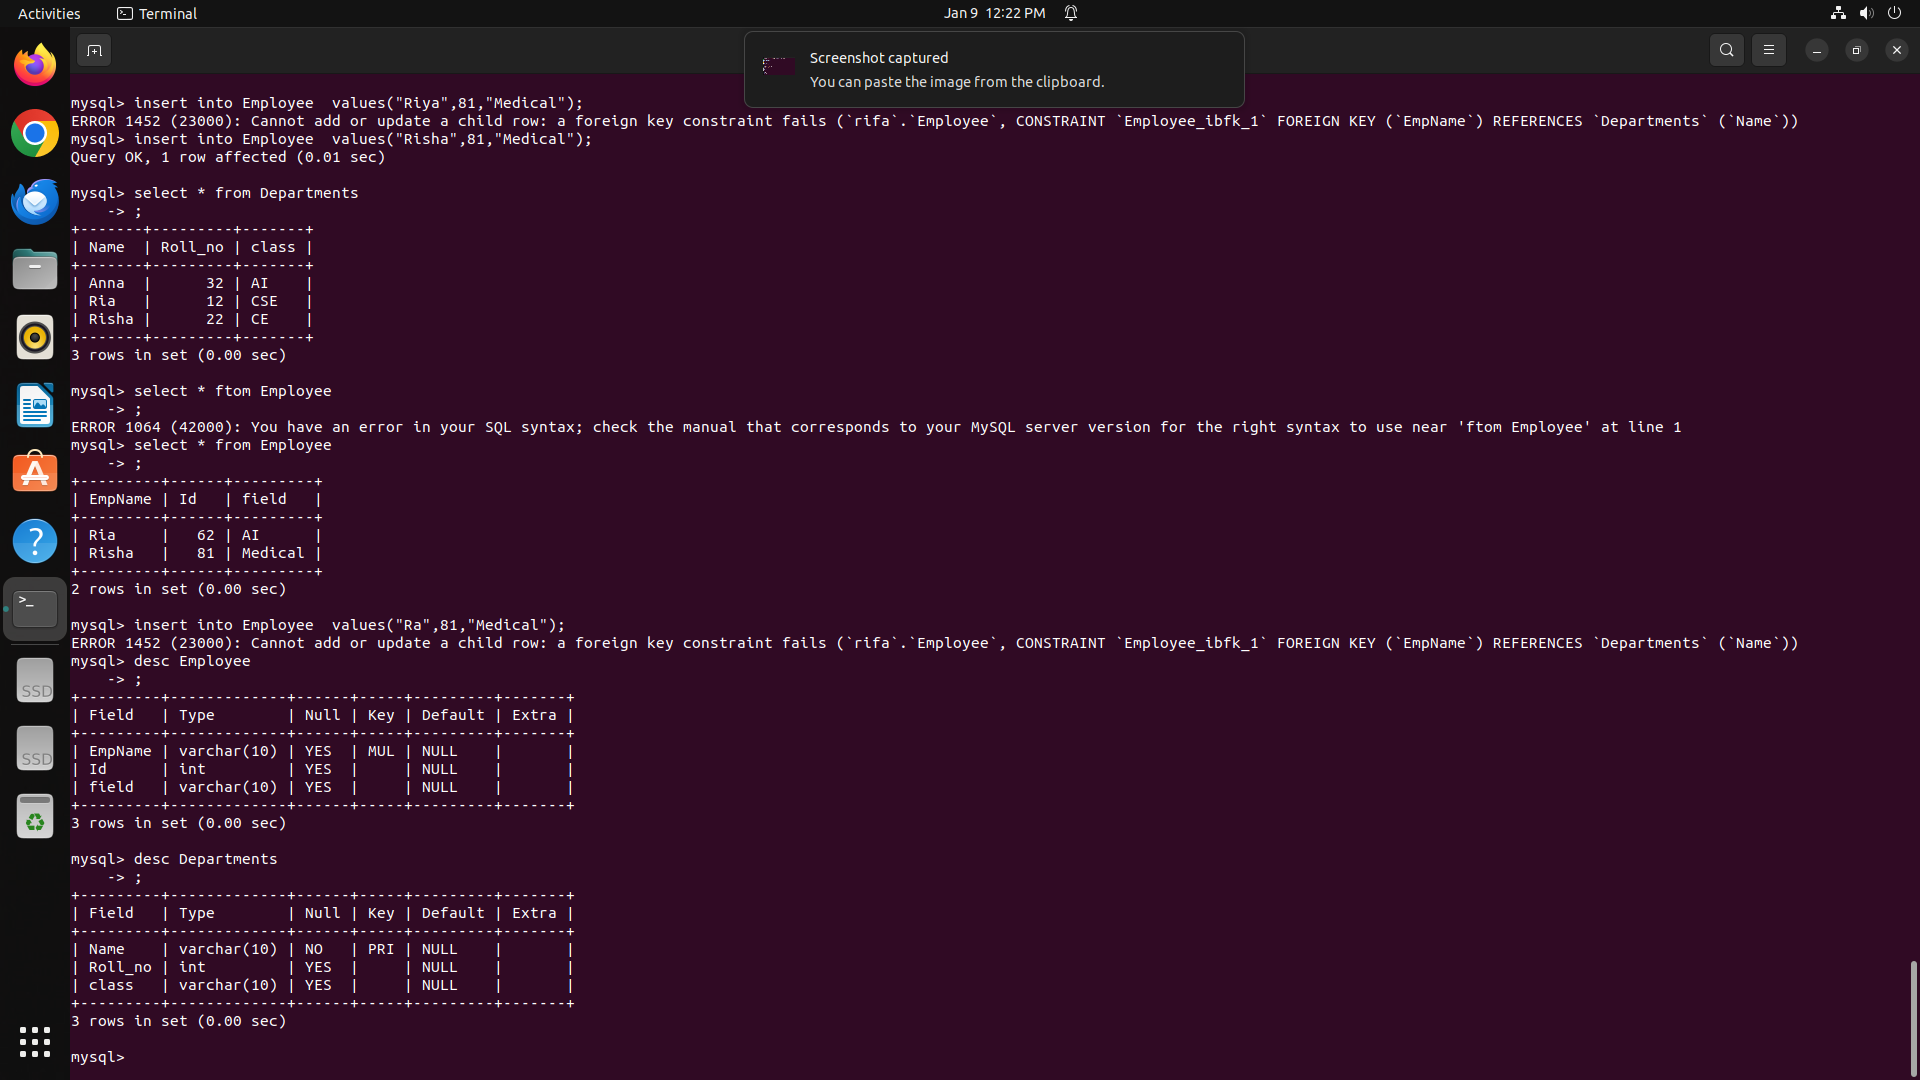 Activities
Terminal
Jan 9 12:22 PM
Screenshot captured
You can paste the image from the clipboard.
mysql> insert into Employee  values("Riya",81,"Medical");
ERROR 1452 (23000): Cannot add or update a child row: a foreign key constraint fails (`rifa`.`Employee`, CONSTRAINT `Employee_ibfk_1` FOREIGN KEY (`EmpName`) REFERENCES `Departments` (`Name`))
mysql> insert into Employee  values("Risha",81,"Medical");
Query OK, 1 row affected (0.01 sec)
mysql> select * from Departments
    -> ;
+-------+---------+-------+
| Name  | Roll_no | class |
+-------+---------+-------+
| Anna  |      32 | AI    |
| Ria   |      12 | CSE   |
| Risha |      22 | CE    |
+-------+---------+-------+
3 rows in set (0.00 sec)
mysql> select * ftom Employee
    -> ;
ERROR 1064 (42000): You have an error in your SQL syntax; check the manual that corresponds to your MySQL server version for the right syntax to use near 'ftom Employee' at line 1
mysql> select * from Employee
    -> ;
+---------+------+---------+
| EmpName | Id   | field   |
+---------+------+---------+
| Ria     |   62 | AI      |
| Risha   |   81 | Medical |
+---------+------+---------+
2 rows in set (0.00 sec)
mysql> insert into Employee  values("Ra",81,"Medical");
ERROR 1452 (23000): Cannot add or update a child row: a foreign key constraint fails (`rifa`.`Employee`, CONSTRAINT `Employee_ibfk_1` FOREIGN KEY (`EmpName`) REFERENCES `Departments` (`Name`))
mysql> desc Employee
    -> ;
+---------+-------------+------+-----+---------+-------+
| Field   | Type        | Null | Key | Default | Extra |
+---------+-------------+------+-----+---------+-------+
| EmpName | varchar(10) | YES  | MUL | NULL    |       |
| Id      | int         | YES  |     | NULL    |       |
| field   | varchar(10) | YES  |     | NULL    |       |
+---------+-------------+------+-----+---------+-------+
3 rows in set (0.00 sec)
mysql> desc Departments
    -> ;
+---------+-------------+------+-----+---------+-------+
| Field   | Type        | Null | Key | Default | Extra |
+---------+-------------+------+-----+---------+-------+
| Name    | varchar(10) | NO   | PRI | NULL    |       |
| Roll_no | int         | YES  |     | NULL    |       |
| class   | varchar(10) | YES  |     | NULL    |       |
+---------+-------------+------+-----+---------+-------+
3 rows in set (0.00 sec)
mysql>
SSD
SSD